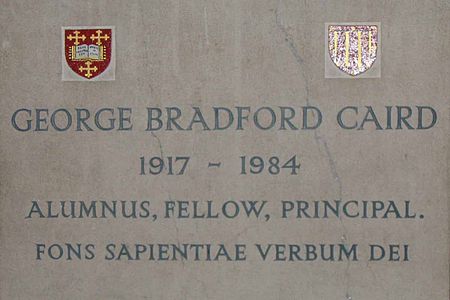 GEORGE BRADFORD CAIRD
1917 - 1984
ALUMNUS, FELLOW, PRINCIPAL.
FONS SAPIENTIAE VERBUM DEI